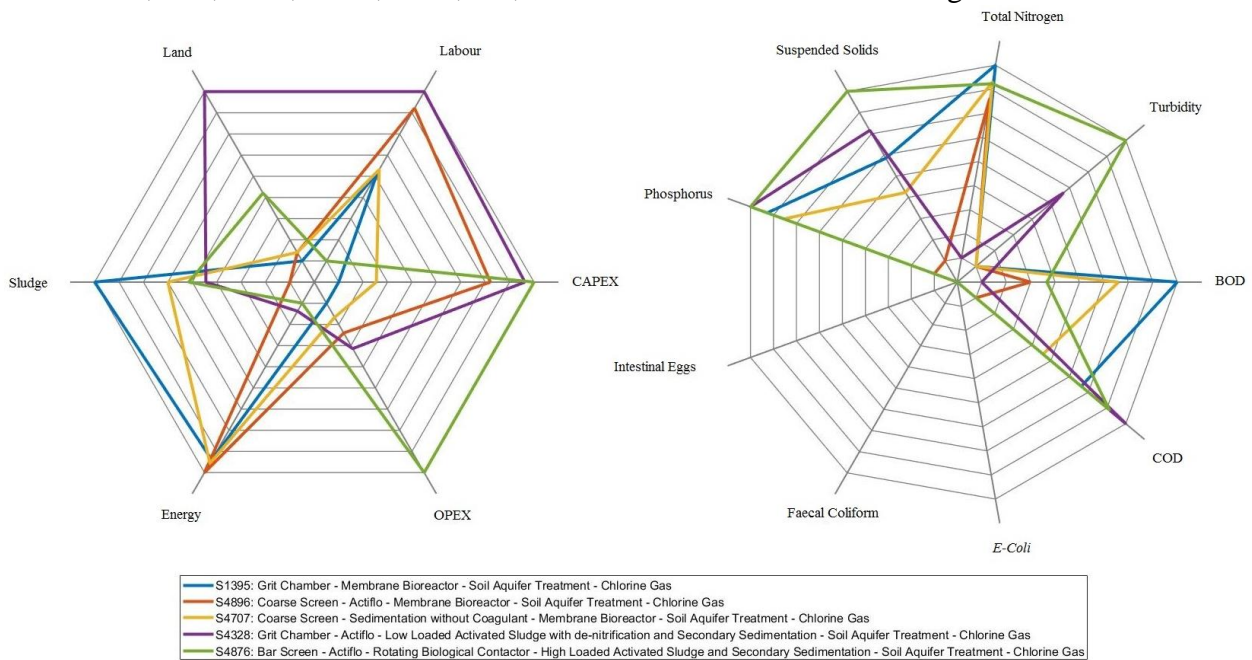 Total Nitrogen
Land
Labour
Suspended Solids
Turbidity
Phosphorus
Sludge
CAPEX
BOD
Intestinal Eggs
COD
Energy
OPEX
Faecal Coliform
E-Coli
S1395: Grit Chamber - Membrane Bioreactor - Soil Aquifer Treatment - Chlorine Gas
S4896: Coarse Screen - Actiflo - Membrane Bioreactor - Soil Aquifer Treatment - Chlorine Gas
S4707: Coarse Screen - Sedimentation without Coagulant - Membrane Bioreactor - Soil Aquifer Treatment - Chlorine Gas
S4328: Grit Chamber - Actiflo - Low Loaded Activated Sludge with de-nitrification and Secondary Sedimentation - Soil Aquifer Treatment - Chlorine Gas
S4876: Bar Screen - Actiflo - Rotating Biological Contactor - High Loaded Activated Sludge and Secondary Sedimentation - Soil Aquifer Treatment - Chlorine Gas